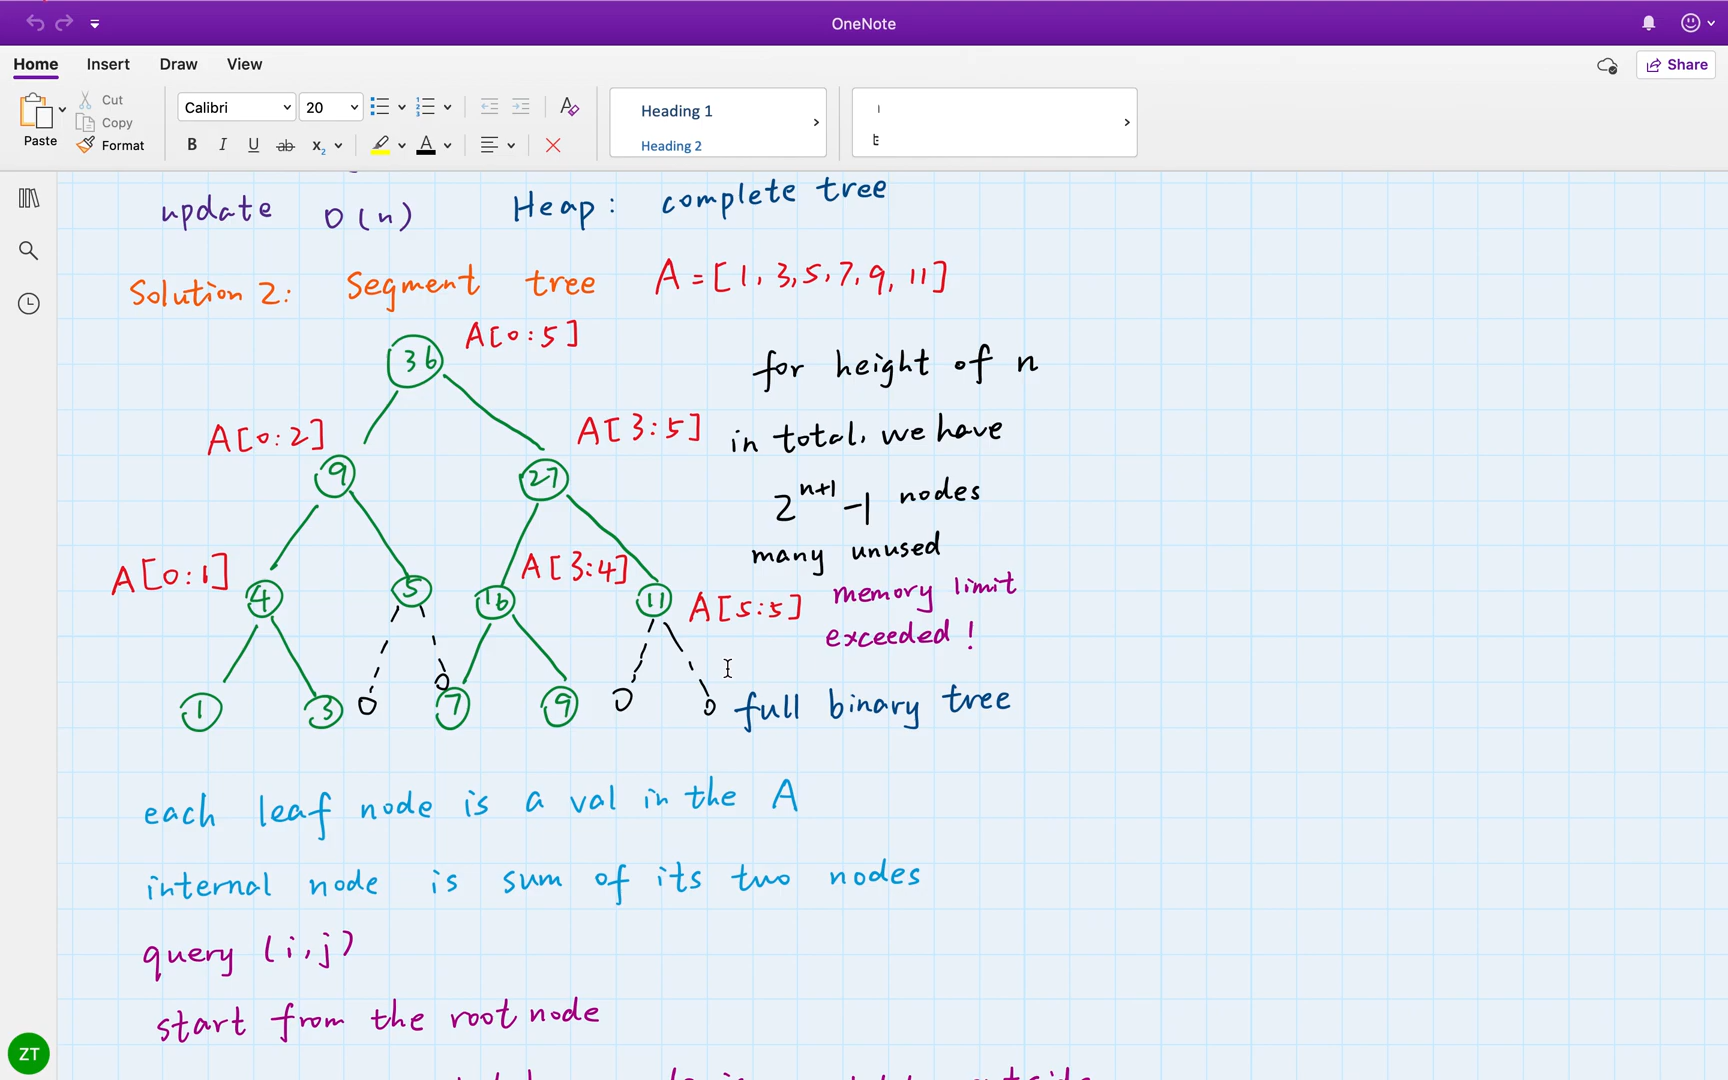 OneNote
Home Insert Draw View
Share
Paste
Cut
Copy
Format
Calibri 20
B I U ab x2 A
Heading 1
Heading 2
update O(n) Heap: complete tree
Solution 2: Segment tree A = [1, 3, 5, 7, 9, 11]
36 A[0:5]
for height of n
A[0:2] A[3:5]
in total, we have
9 27
2^{n+1} -1 nodes
many unused
A[0:1] A[3:4]
4 5 16 11 A[5:5]
memory limit
exceeded !
1 3 0 0 7 9 0 0
full binary tree
each leaf node is a val in the A
internal node is sum of its two nodes
query (i,j)
start from the root node
ZT